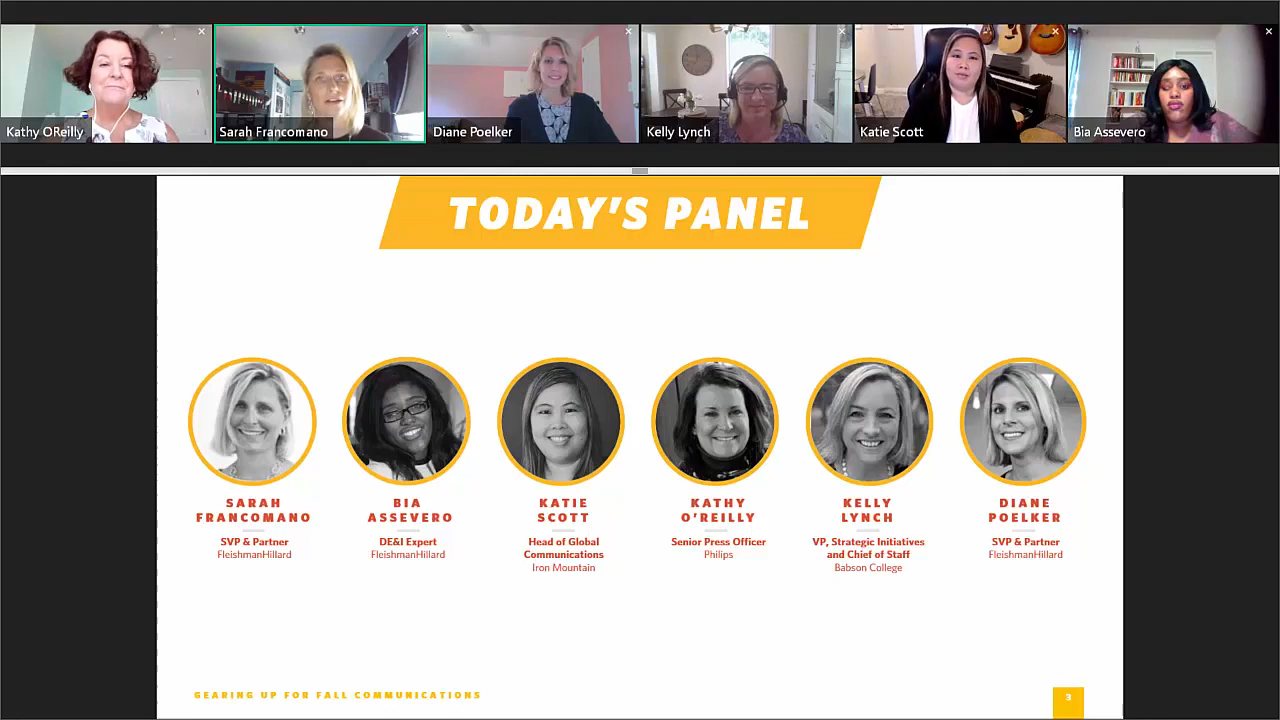 Kathy OReilly
Sarah Francomano
Diane Poelker
Kelly Lynch
Katie Scott
Bia Assevero
TODAY'S PANEL
SARAH
FRANCOMANO
SVP & Partner
FleishmanHillard
BIA
ASSEVERO
DE&I Expert
FleishmanHillard
KATIE
SCOTT
Head of Global
Communications
Iron Mountain
KATHY
O'REILLY
Senior Press Officer
Philips
KELLY
LYNCH
VP, Strategic Initiatives
and Chief of Staff
Babson College
DIANE
POELKER
SVP & Partner
FleishmanHillard
GEARING UP FOR FALL COMMUNICATIONS
3